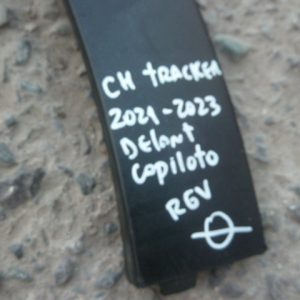 CH TRACKER
2021-2023
DELANT
COPILOTO
RGV